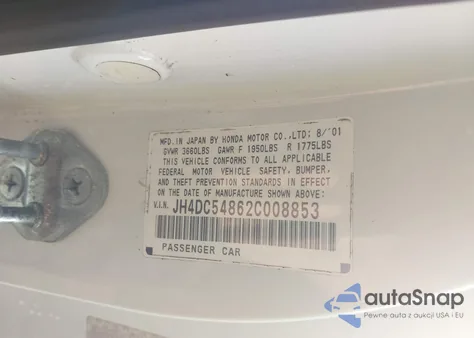 MFD. IN JAPAN BY HONDA MOTOR CO.,LTD; 8/'01
GVWR 3660LBS GAWR F 1950LBS R 1775LBS
THIS VEHICLE CONFORMS TO ALL APPLICABLE
FEDERAL MOTOR VEHICLE SAFETY, BUMPER,
AND THEFT PREVENTION STANDARDS IN EFFECT
ON THE DATE OF MANUFACTURE SHOWN ABOVE.
V.I.N. JH4DC54862C008853
PASSENGER CAR
autoSnap
Pewne auta z aukcji USA i EU